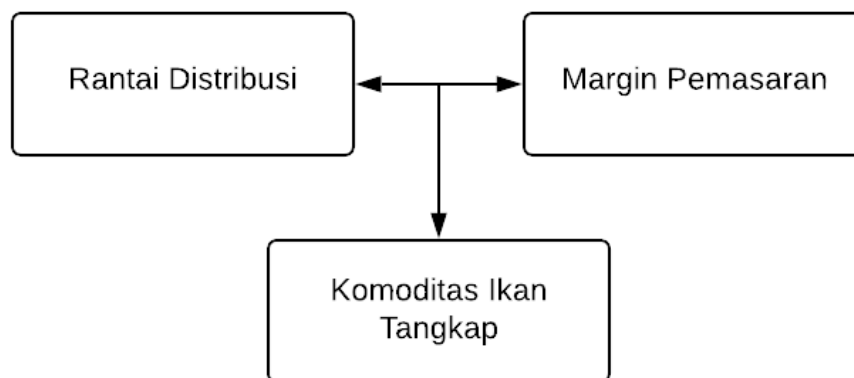 Rantai Distribusi
Margin Pemasaran
Komoditas Ikan
Tangkap